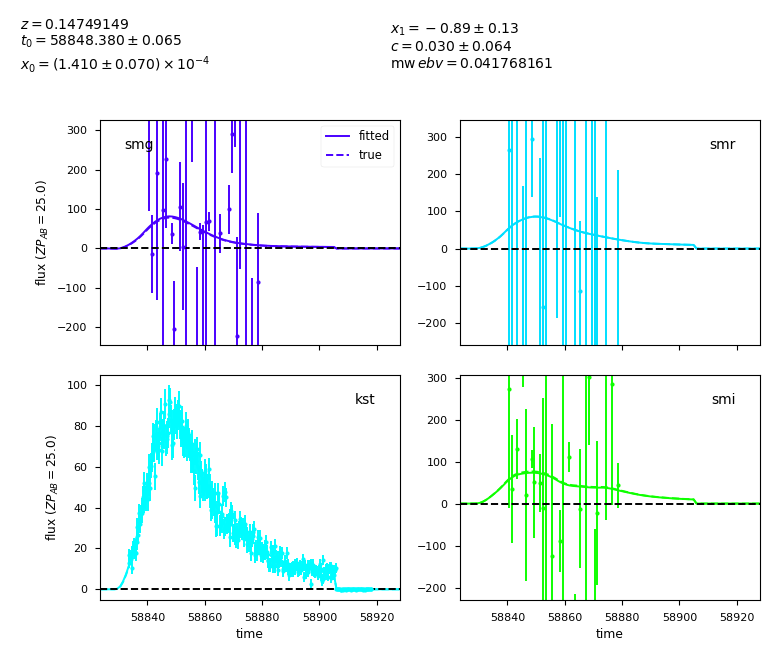 z = 0.14749149
t₀ = 58848.380 ± 0.065
x₀ = (1.410 ± 0.070) × 10⁻⁴
x₁ = −0.89 ± 0.13
c = 0.030 ± 0.064
mw ebv = 0.041768161
smg
fitted
true
300
200
100
0
−100
−200
flux (ZP_AB = 25.0)
smr
300
200
100
0
−100
−200
kst
100
80
60
40
20
0
flux (ZP_AB = 25.0)
58840 58860 58880 58900 58920
time
smi
300
200
100
0
−100
−200
58840 58860 58880 58900 58920
time